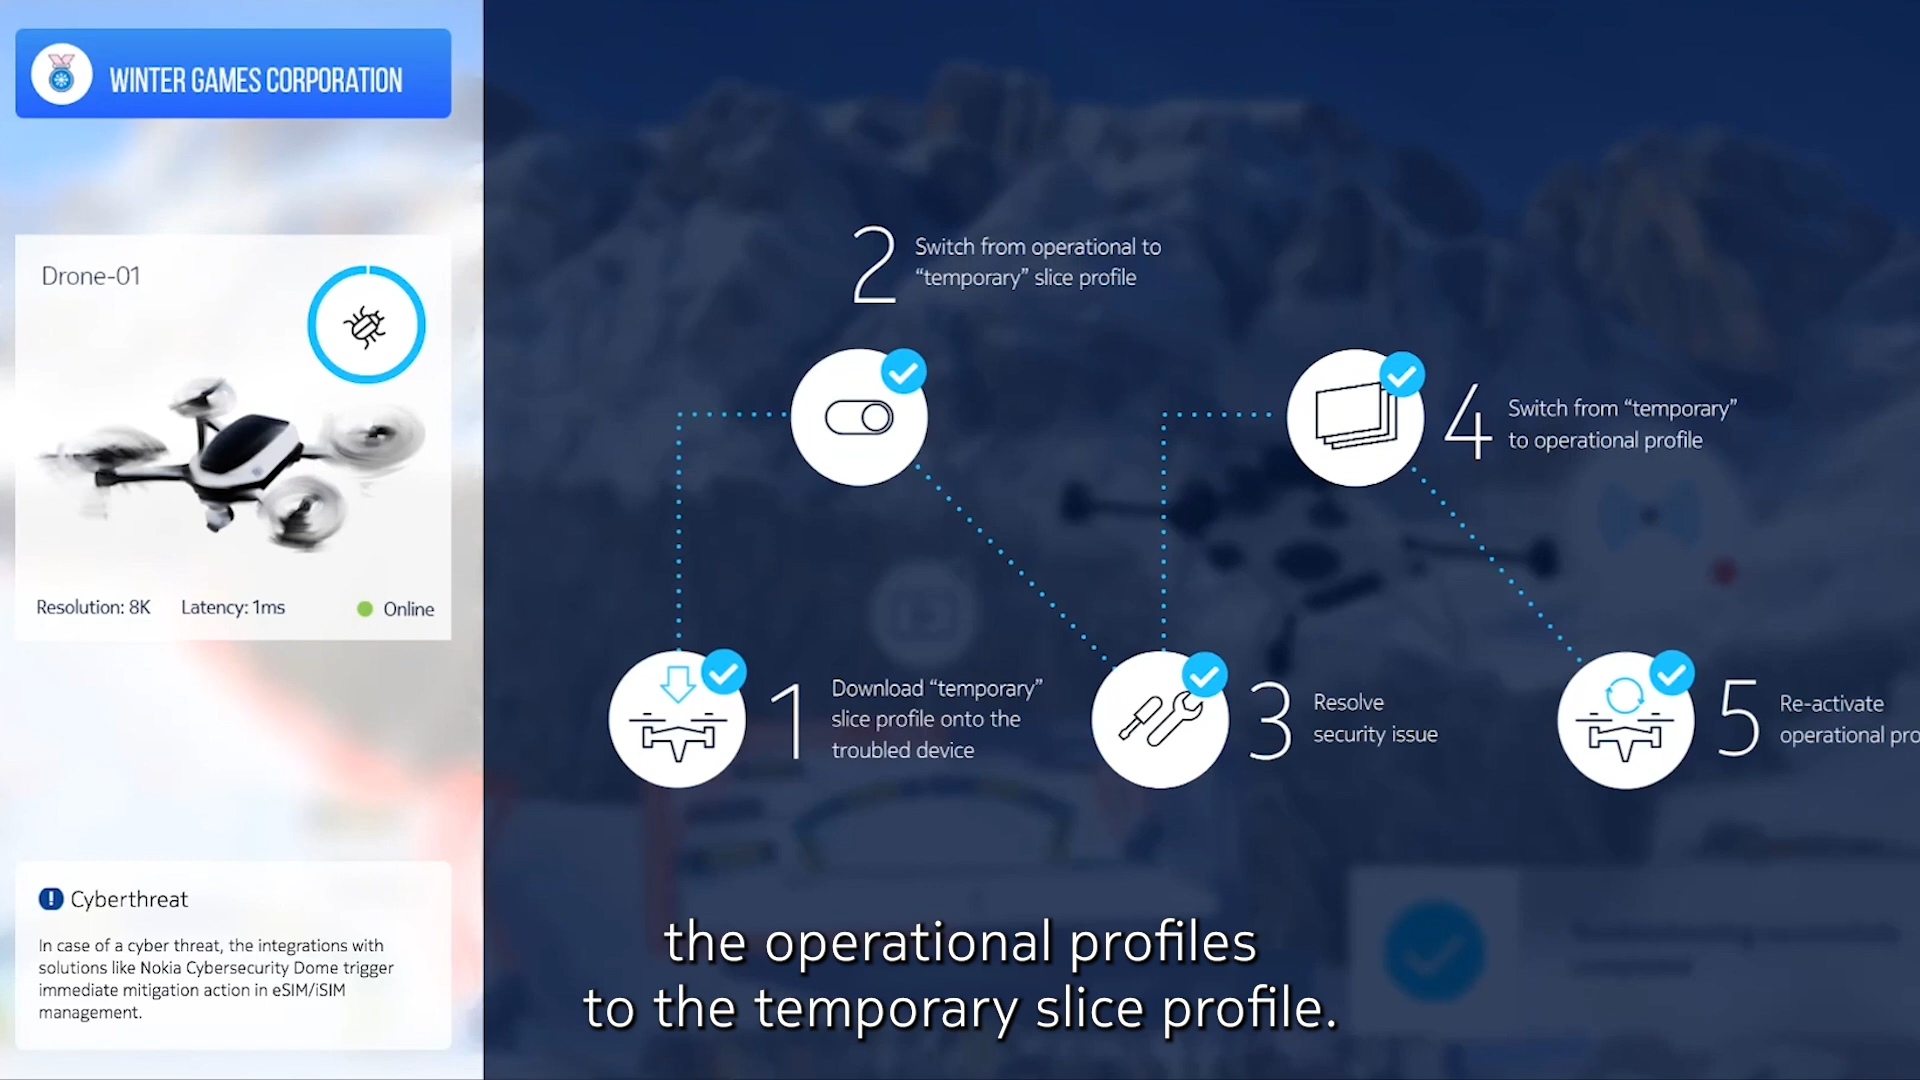 WINTER GAMES CORPORATION
Drone-01
Resolution: 8K Latency: 1ms Online
Cyberthreat
In case of a cyber threat, the integrations with
solutions like Nokia Cybersecurity Dome trigger
immediate mitigation action in eSIM/iSIM
management.
2 Switch from operational to
"temporary" slice profile
4 Switch from "temporary"
to operational profile
1 Download "temporary"
slice profile onto the
troubled device
3 Resolve
security issue
5 Re-activate
operational pro
the operational profiles
to the temporary slice profile.